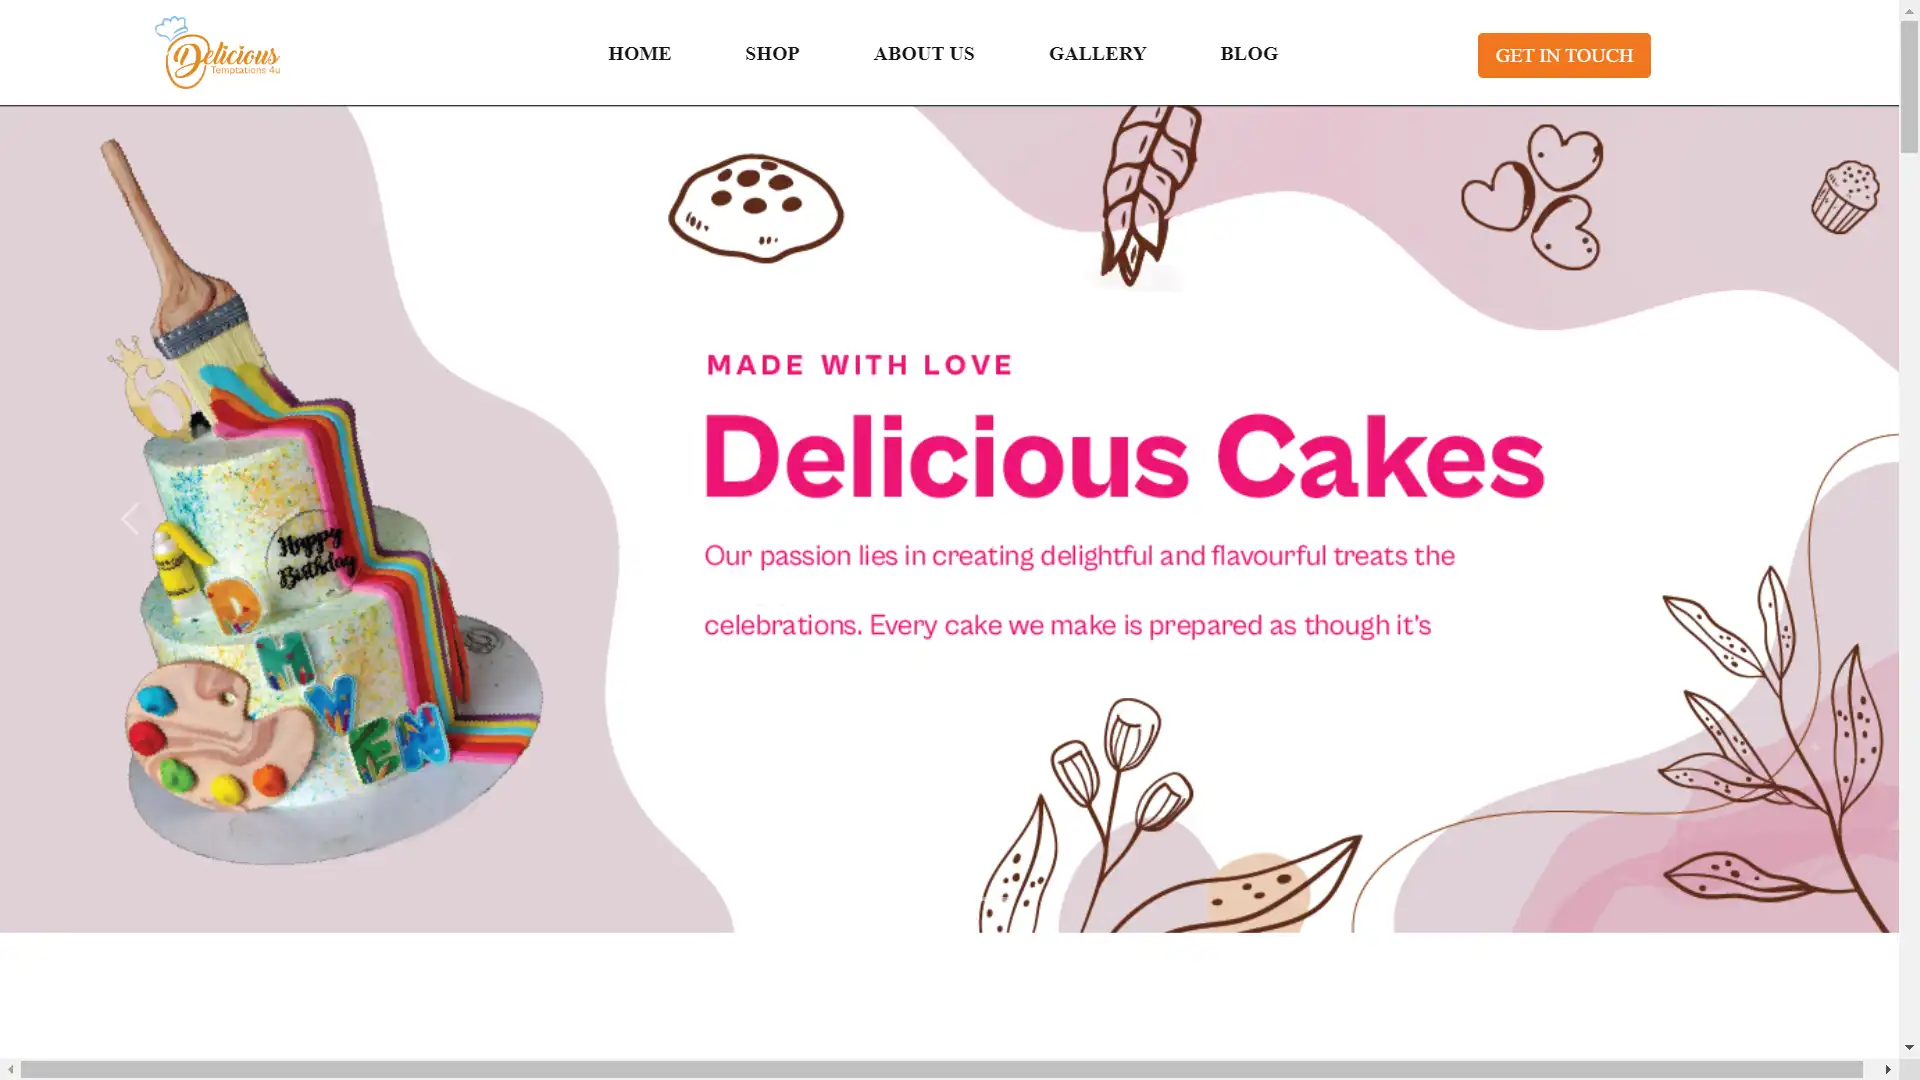 Delicious
Temptations 4u
HOME
SHOP
ABOUT US
GALLERY
BLOG
GET IN TOUCH
6
Happy
Birthday
D
M
Y
E
N
MADE WITH LOVE
Delicious Cakes
Our passion lies in creating delightful and flavourful treats the
celebrations. Every cake we make is prepared as though it's